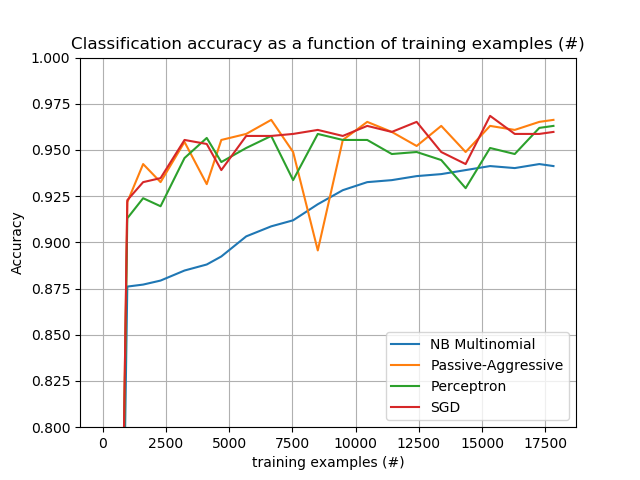 Classification accuracy as a function of training examples (#)
1.000
0.975
0.950
0.925
0.900
0.875
0.850
0.825
0.800
Accuracy
NB Multinomial
Passive-Aggressive
Perceptron
SGD
0 2500 5000 7500 10000 12500 15000 17500
training examples (#)